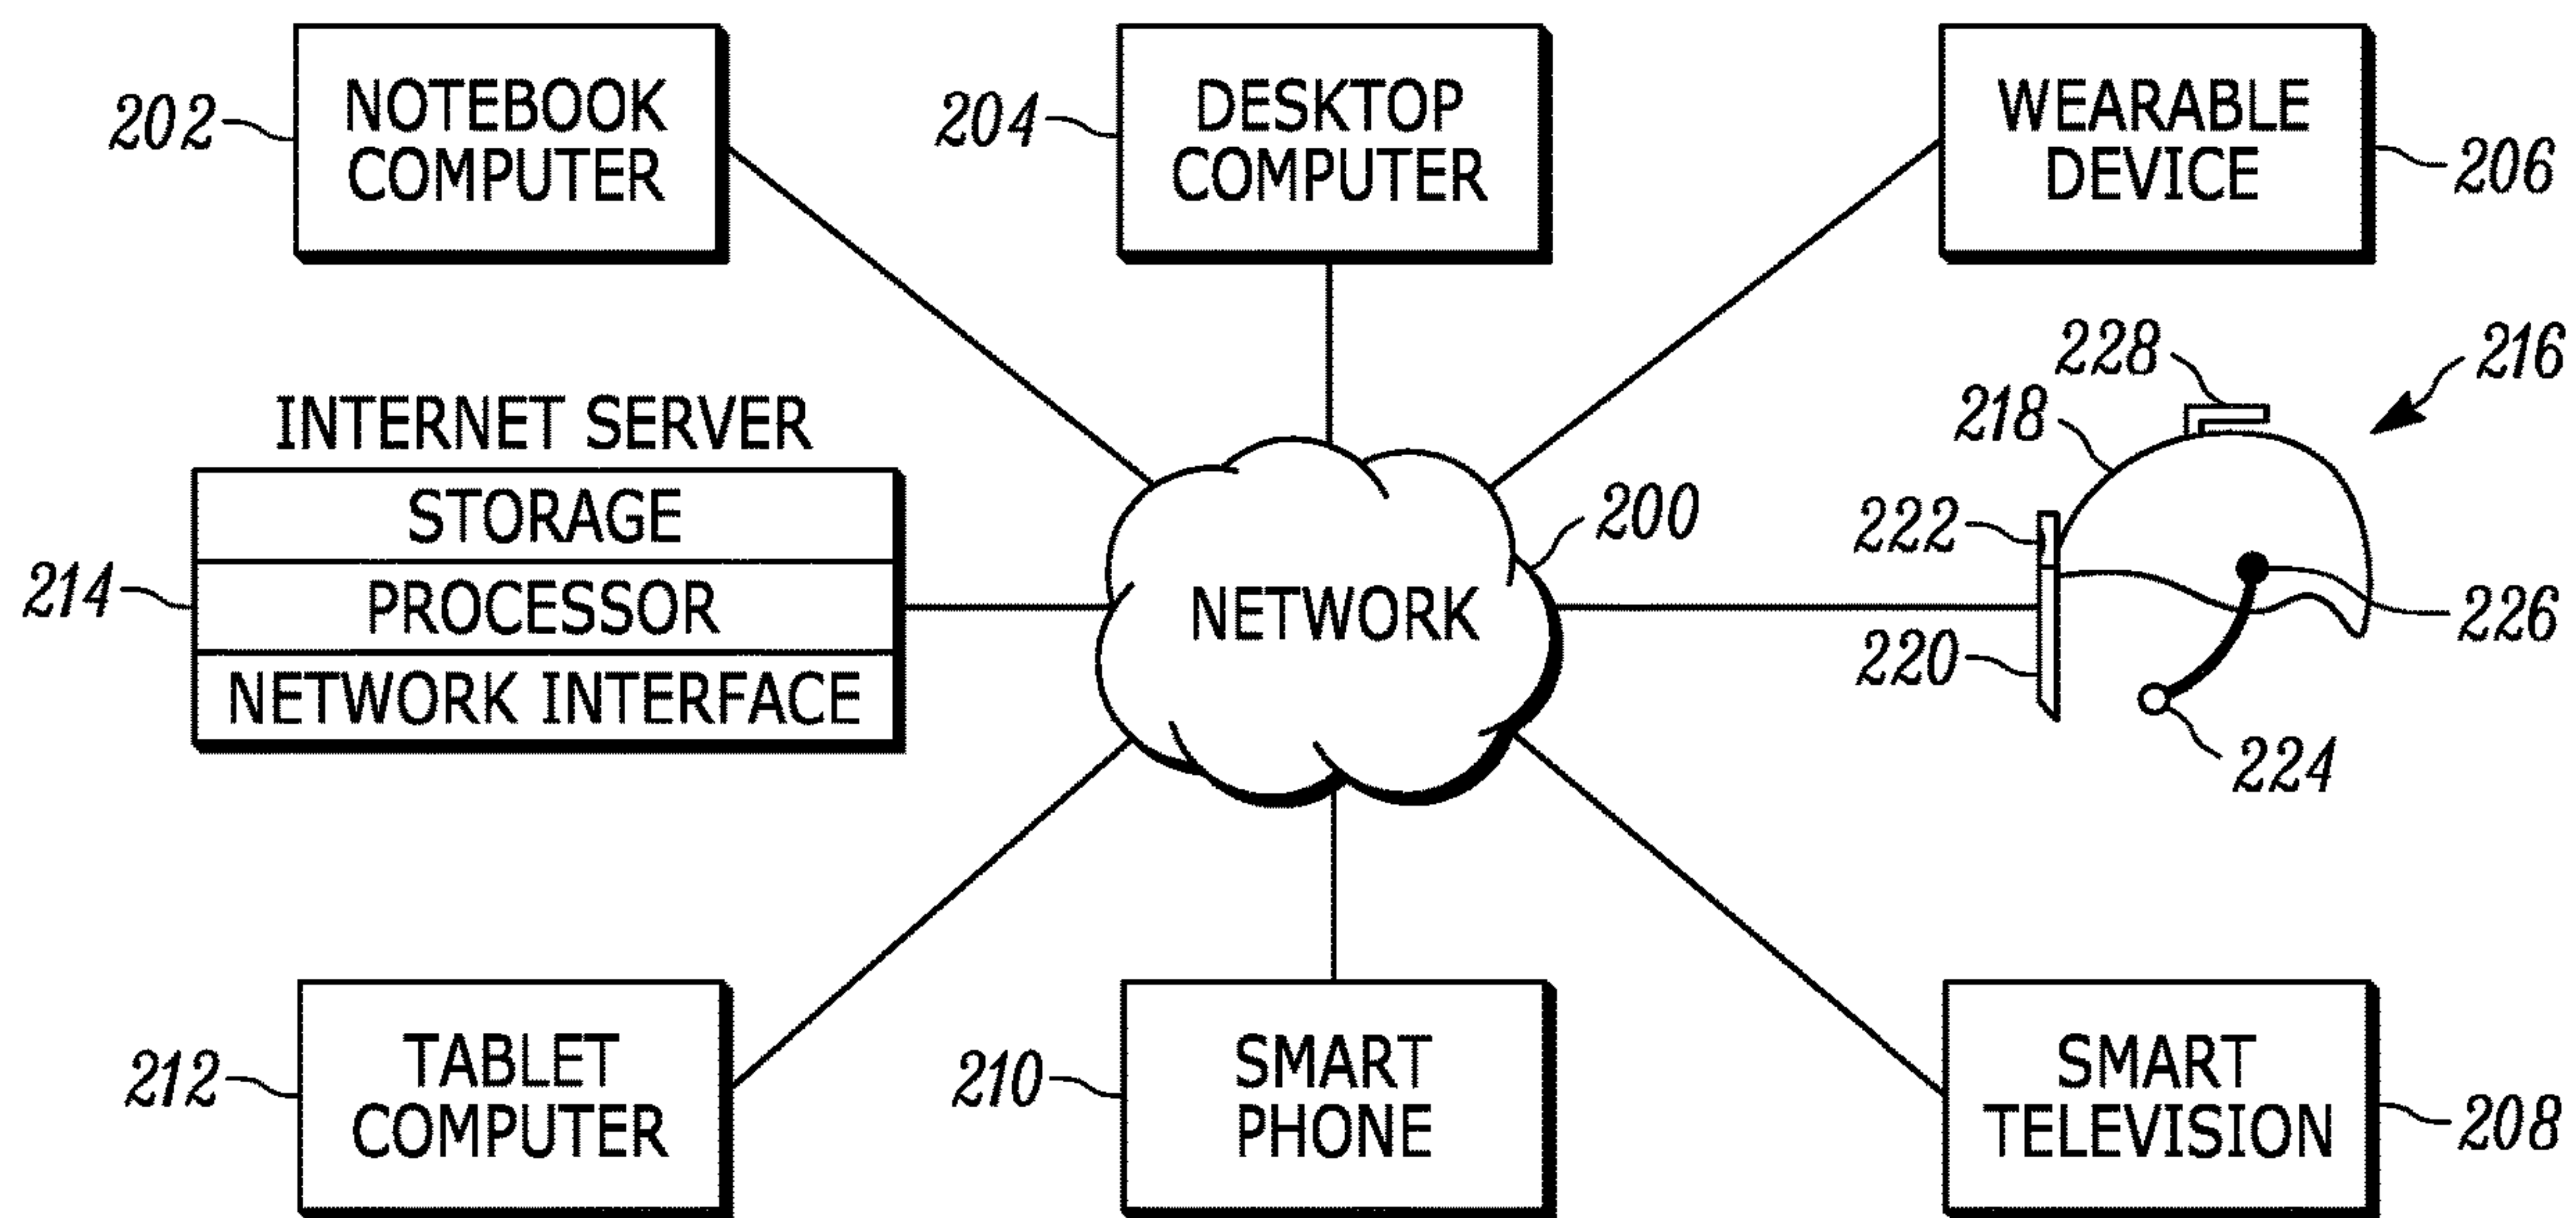 202
NOTEBOOK
COMPUTER
204
DESKTOP
COMPUTER
WEARABLE
DEVICE
206
INTERNET SERVER
214
STORAGE
PROCESSOR
NETWORK INTERFACE
NETWORK
200
228
216
218
222
226
220
224
212
TABLET
COMPUTER
210
SMART
PHONE
SMART
TELEVISION
208